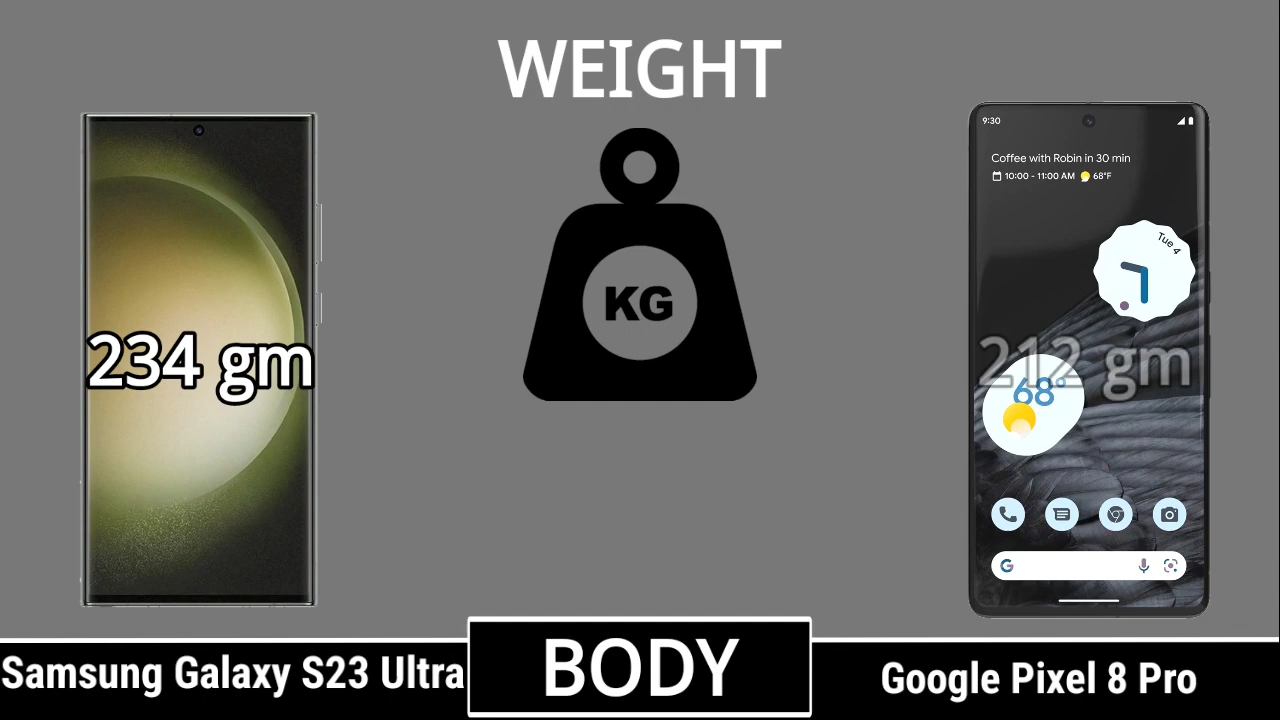 WEIGHT
KG
234 gm
9:30
Coffee with Robin in 30 min
10:00 - 11:00 AM 68°F
Tue 4
212 gm
68°
G
Samsung Galaxy S23 Ultra
BODY
Google Pixel 8 Pro